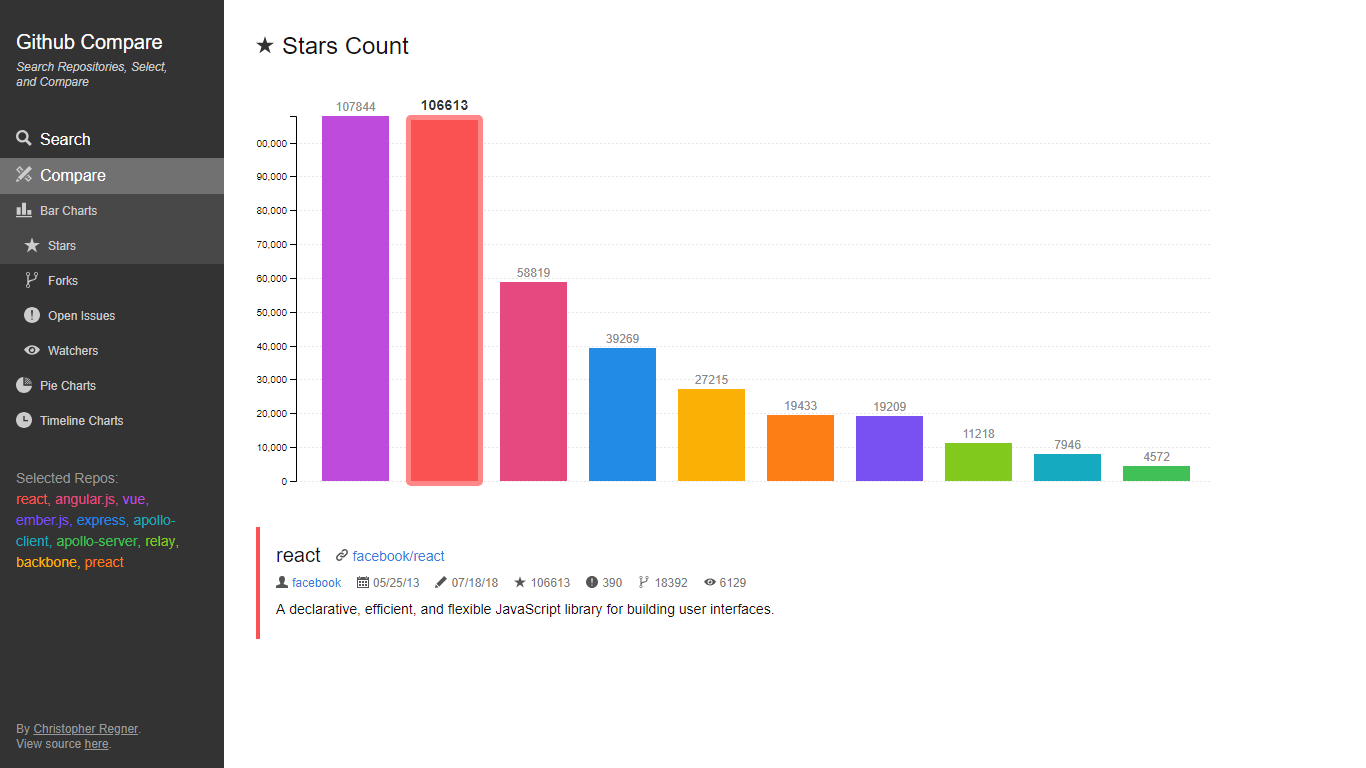 Github Compare
Search Repositories, Select,
and Compare
Search
Compare
Bar Charts
Stars
Forks
Open Issues
Watchers
Pie Charts
Timeline Charts
Selected Repos:
react, angular.js, vue,
ember.js, express, apollo-
client, apollo-server, relay,
backbone, preact
By Christopher Regner.
View source here.
Stars Count
107844
106613
58819
39269
27215
19433
19209
11218
7946
4572
00,000
90,000
80,000
70,000
60,000
50,000
40,000
30,000
20,000
10,000
0
react facebook/react
facebook 05/25/13 07/18/18 106613 390 18392 6129
A declarative, efficient, and flexible JavaScript library for building user interfaces.